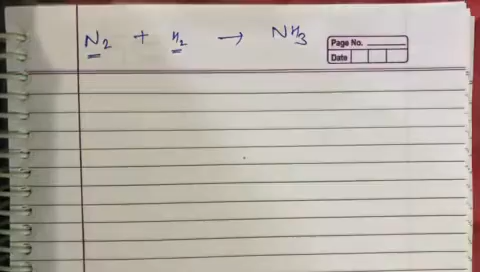 N2 + H2 → NH3
Page No.
Date